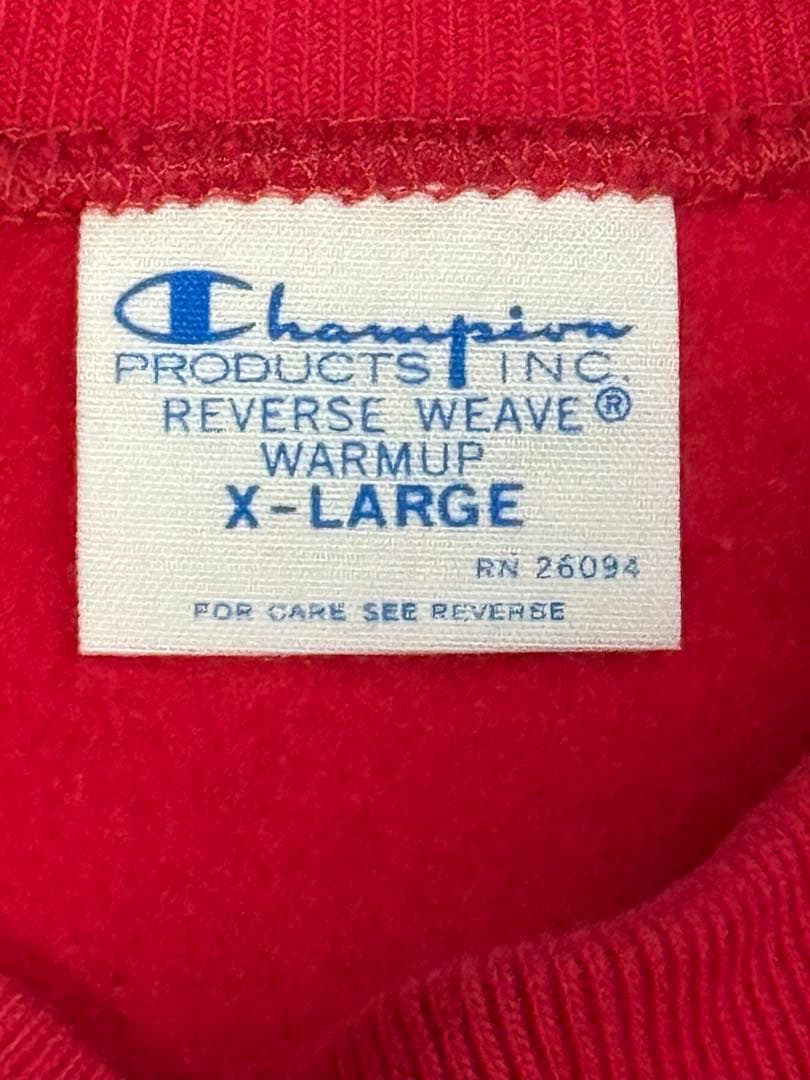 Champion
PRODUCTS INC.
REVERSE WEAVE®
WARMUP
X-LARGE
RN 26094
FOR CARE SEE REVERSE